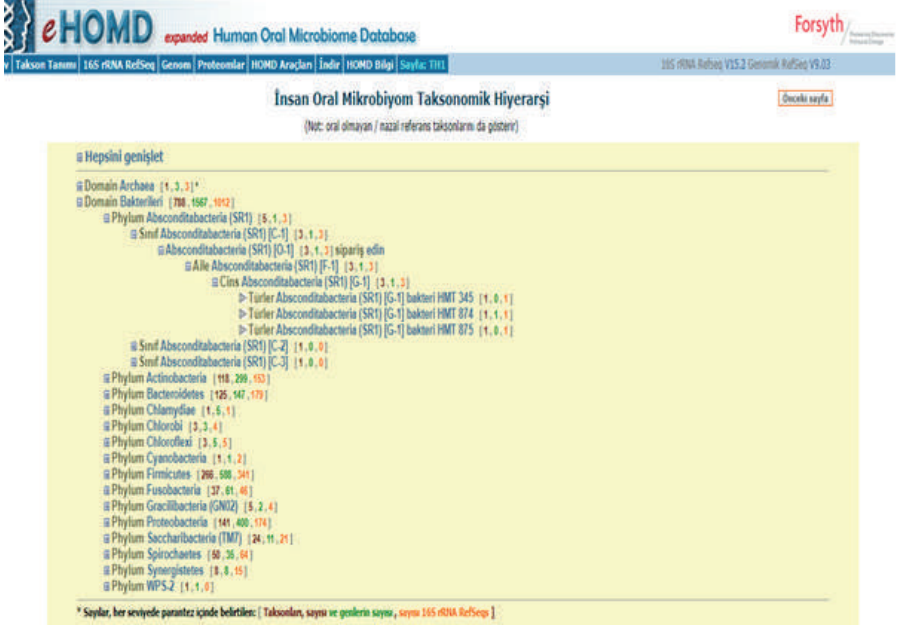 eHOMD expanded Human Oral Microbiome Database
Forsyth
v Takson Tanımı 16S rRNA RefSeq Genom Proteomlar HOMD Araçları İndir HOMD Bilgi Sayfa: TH1
16S rRNA Refseq V15.2 Genomik RefSeq V9.03
İnsan Oral Mikrobiyom Taksonomik Hiyerarşi
Önceki sayfa
(Not: oral olmayan / nazal referans taksonlarını da gösterir)
Hepsini genişlet
Domain Archaea [1,3,3]*
Domain Bakterileri [788,1567,1012]
Phylum Absconditabacteria (SR1) [5,1,3]
Sınıf Absconditabacteria (SR1) [C-1] [3,1,3]
Absconditabacteria (SR1) [O-1] [3,1,3] sipariş edin
Aile Absconditabacteria (SR1) [F-1] [3,1,3]
Cins Absconditabacteria (SR1) [G-1] [3,1,3]
Türler Absconditabacteria (SR1) [G-1] bakteri HMT 345 [1,0,1]
Türler Absconditabacteria (SR1) [G-1] bakteri HMT 874 [1,1,1]
Türler Absconditabacteria (SR1) [G-1] bakteri HMT 875 [1,0,1]
Sınıf Absconditabacteria (SR1) [C-2] [1,0,0]
Sınıf Absconditabacteria (SR1) [C-3] [1,0,0]
Phylum Actinobacteria [118,299,153]
Phylum Bacteroidetes [125,147,179]
Phylum Chlamydiae [1,5,1]
Phylum Chlorobi [3,3,4]
Phylum Chloroflexi [3,5,5]
Phylum Cyanobacteria [1,1,2]
Phylum Firmicutes [266,588,341]
Phylum Fusobacteria [37,61,46]
Phylum Gracilibacteria (GN02) [5,2,4]
Phylum Proteobacteria [141,400,174]
Phylum Saccharibacteria (TM7) [24,11,21]
Phylum Spirochaetes [50,35,64]
Phylum Synergistetes [8,8,15]
Phylum WPS-2 [1,1,0]
* Sayılar, her seviyede parantez içinde belirtilen: [ Taksonları, sayısı ve genlerin sayısı, sayısı 16S rRNA RefSeqs ]